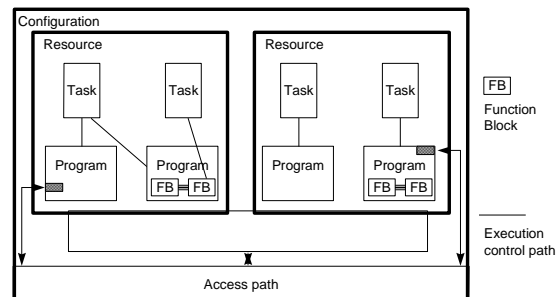 Configuration
Resource
Resource
Task
Task
Task
Task
FB
Function
Block
Program
Program
Program
Program
FB
FB
FB
FB
Execution
control path
Access path